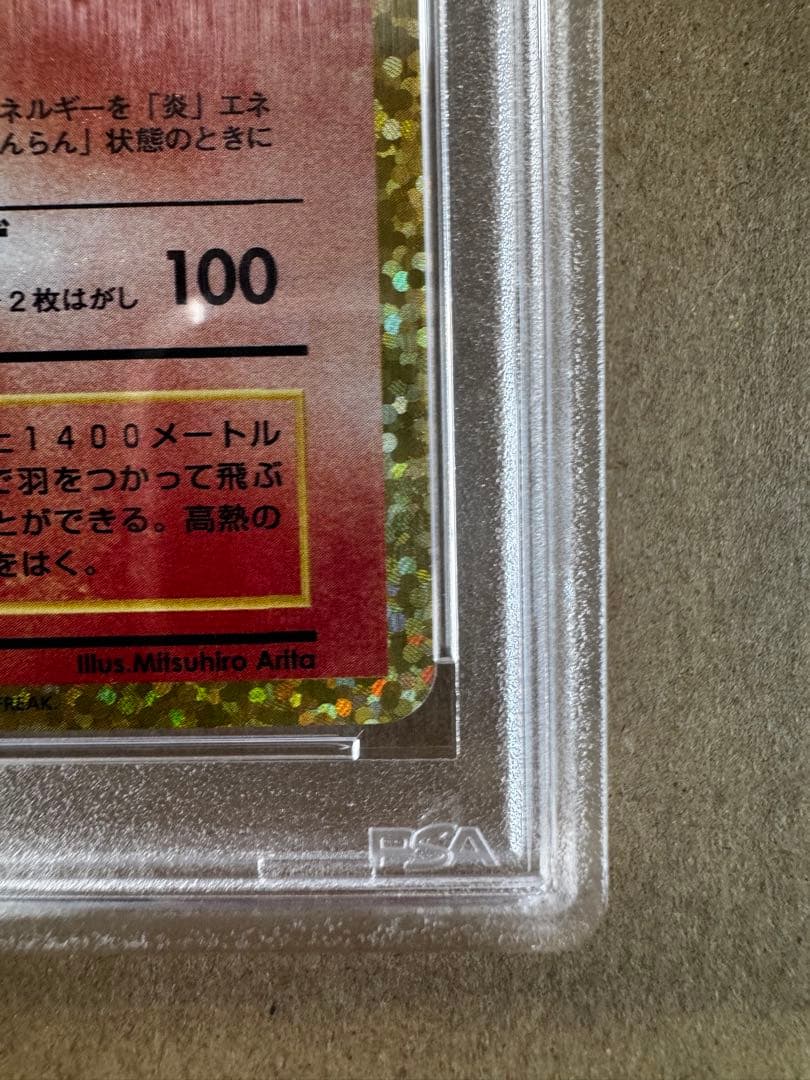 ネルギーを「炎」エネ
んらん」状態のときに
2枚はがし 100
1400メートル
で羽をつかって飛ぶ
とができる。高熱の
をはく。
Illus.Mitsuhiro Arita
FREAK.
PSA